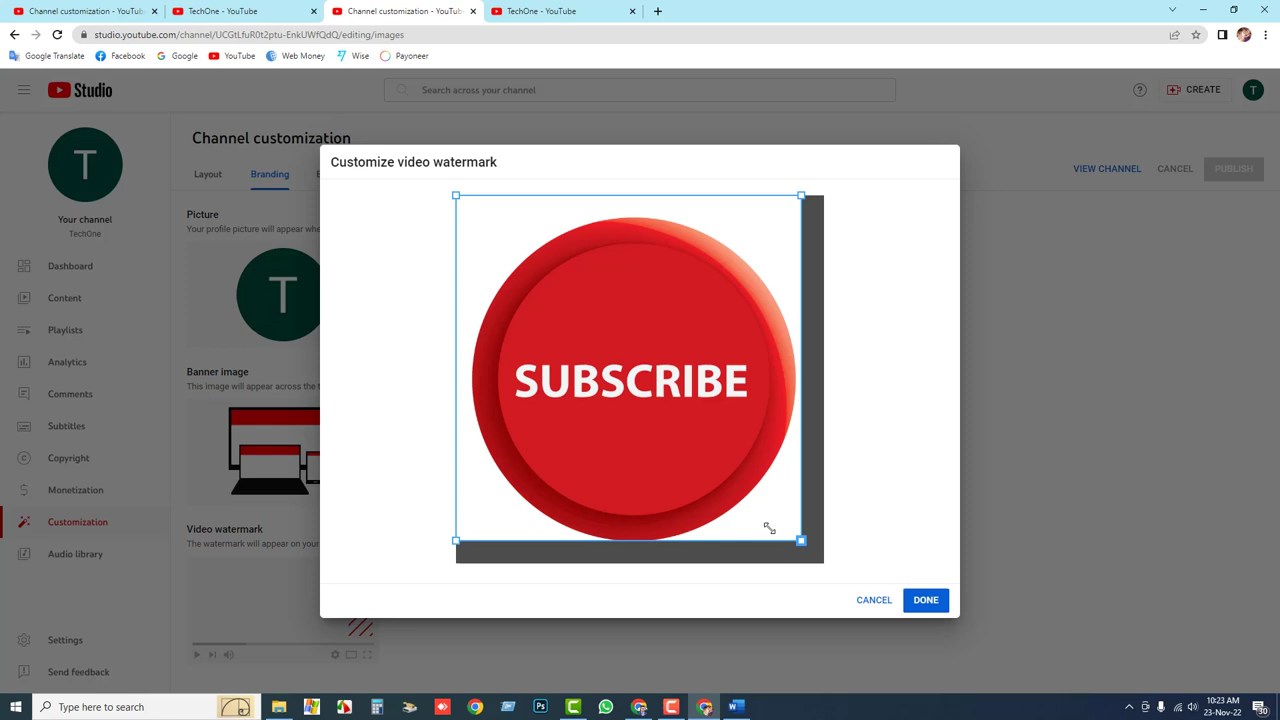 Channel customization - YouTub
TechOne - YouTube
Channel customization - YouTub
TechOne - YouTube
studio.youtube.com/channel/UCGtLfuR0t2ptu-EnkUWfQdQ/editing/images
Google Translate
Facebook
Google
YouTube
Web Money
Wise
Payoneer
Studio
Search across your channel
CREATE
T
T
Your channel
TechOne
Dashboard
Content
Playlists
Analytics
Comments
Subtitles
Copyright
Monetization
Customization
Audio library
Settings
Send feedback
Channel customization
Layout
Branding
VIEW CHANNEL
CANCEL
PUBLISH
Picture
Your profile picture will appear whe
T
Banner image
This image will appear across the t
Video watermark
The watermark will appear on your
Customize video watermark
SUBSCRIBE
CANCEL
DONE
Type here to search
10:23 AM
23-Nov-22